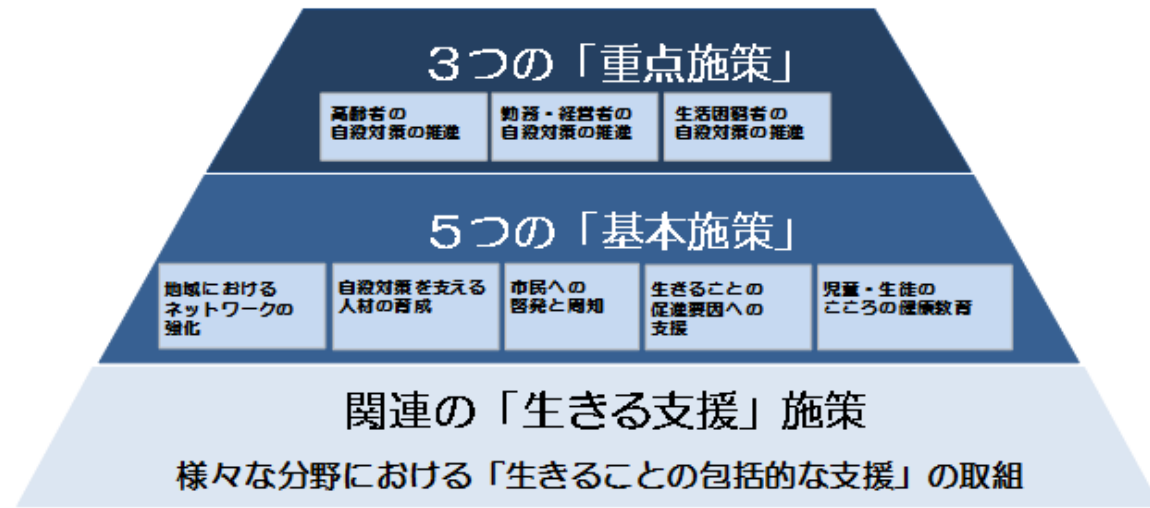 ３つの「重点施策」
高齢者の
自殺対策の推進
勤務・経営者の
自殺対策の推進
生活困窮者の
自殺対策の推進
５つの「基本施策」
地域における
ネットワークの
強化
自殺対策を支える
人材の育成
市民への
啓発と周知
生きることの
促進要因への
支援
児童・生徒の
こころの健康教育
関連の「生きる支援」施策
様々な分野における「生きることの包括的な支援」の取組